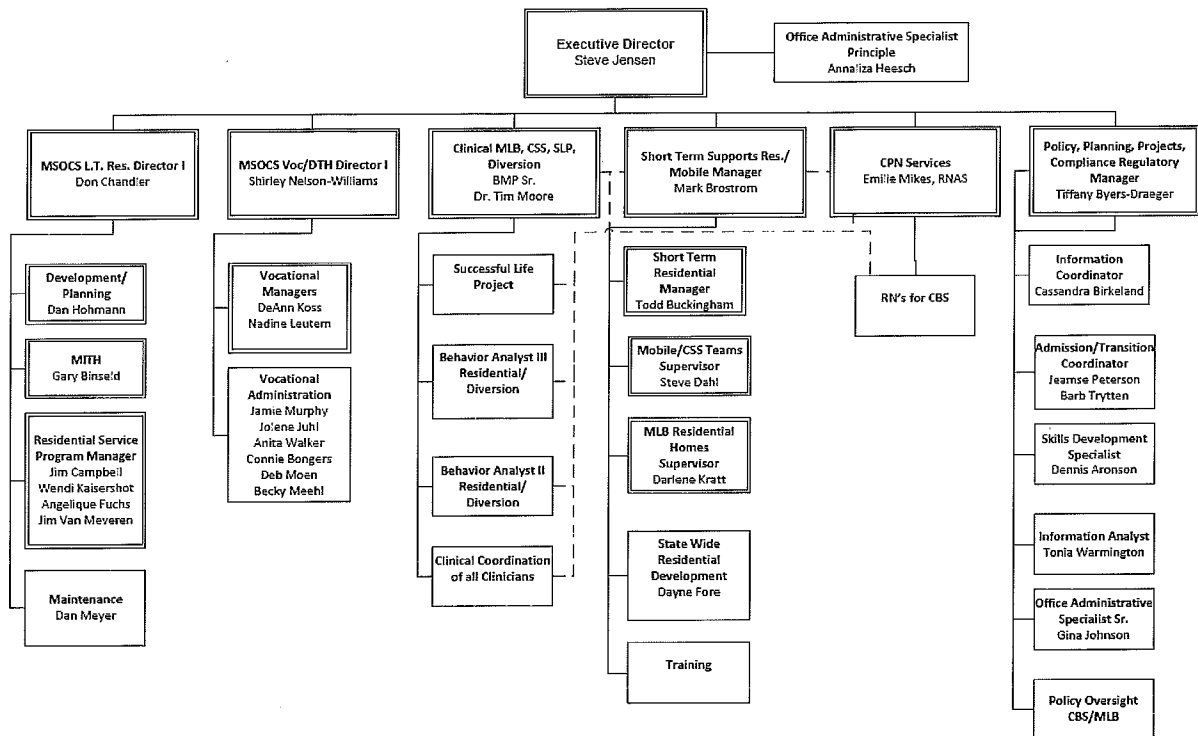 Executive Director
Steve Jensen
Office Administrative Specialist
Principle
Annaliza Heesch
MSOCS L.T. Res. Director I
Don Chandler
MSOCS Voc/DTH Director I
Shirley Nelson-Williams
Clinical MLB, CSS, SLP,
Diversion
BMP Sr.
Dr. Tim Moore
Short Term Supports Res./
Mobile Manager
Mark Brostrom
CPN Services
Emilie Mikes, RNAS
Policy, Planning, Projects,
Compliance Regulatory
Manager
Tiffany Byers-Draeger
Development/
Planning
Dan Hohmann
MITH
Gary Binseld
Residential Service
Program Manager
Jim Campbell
Wendi Kaisershot
Angelique Fuchs
Jim Van Meveren
Maintenance
Dan Meyer
Vocational
Managers
DeAnn Koss
Nadine Leutem
Vocational
Administration
Jamie Murphy
Jolene Juhl
Anita Walker
Connie Bongers
Deb Moen
Becky Meehl
Successful Life
Project
Behavior Analyst III
Residential/
Diversion
Behavior Analyst II
Residential/
Diversion
Clinical Coordination
of all Clinicians
Short Term
Residential
Manager
Todd Buckingham
Mobile/CSS Teams
Supervisor
Steve Dahl
MLB Residential
Homes
Supervisor
Darlene Kratt
State Wide
Residential
Development
Dayne Fore
Training
RN's for CBS
Information
Coordinator
Cassandra Birkeland
Admission/Transition
Coordinator
Jeamse Peterson
Barb Trytten
Skills Development
Specialist
Dennis Aronson
Information Analyst
Tonia Warmington
Office Administrative
Specialist Sr.
Gina Johnson
Policy Oversight
CBS/MLB